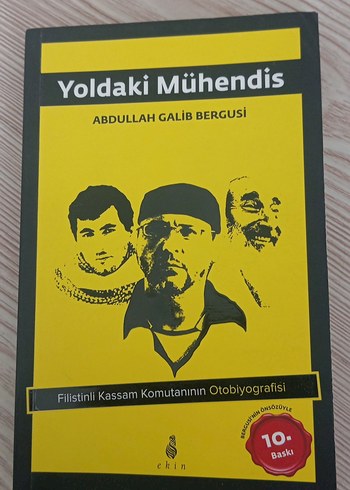 Yoldaki Mühendis
ABDULLAH GALİB BERGUSİ
Filistinli Kassam Komutanının Otobiyografisi
BERGUSİ'NİN ÖNSÖZÜYLE
10.
Baskı
ekin